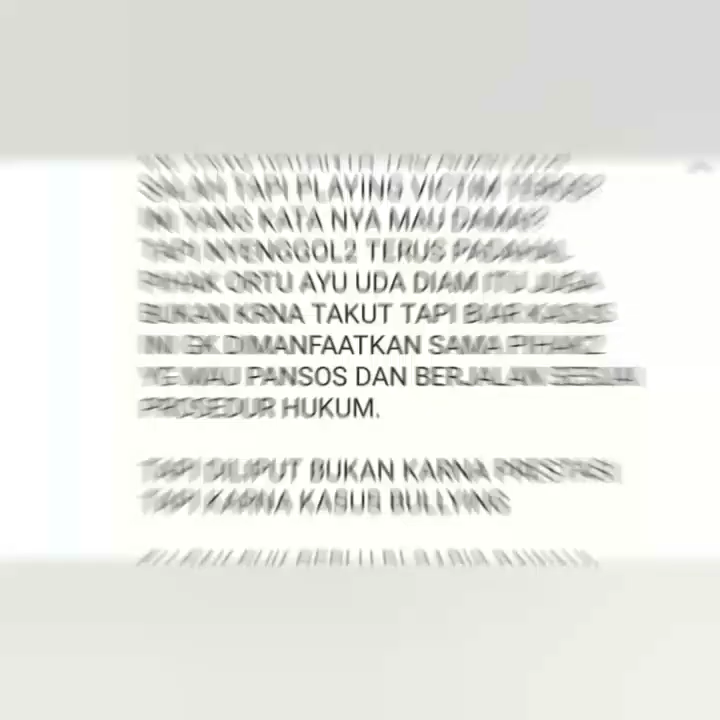 SALAH TAPI PLAYING VICTIM
INI YANG KATA NYA MAU DAMAI?
TAPI NYENGGOL2 TERUS PADAHAL
PIHAK ORTU AYU UDA DIAM ITU JUGA
BUKAN KRNA TAKUT TAPI BIAR KASUS
INI GK DIMANFAATKAN SAMA PIHAK2
YG MAU PANSOS DAN BERJALAN SESUAI
PROSEDUR HUKUM.
TAPI DILIPUT BUKAN KARNA PRESTASI
TAPI KARNA KASUS BULLYING